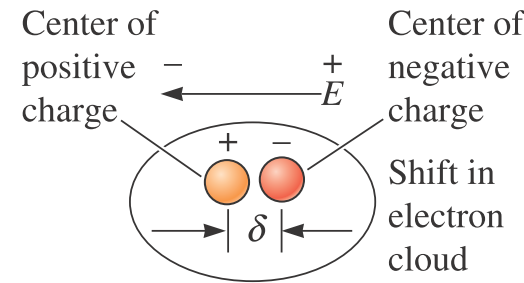 Center of
positive
charge
− +
E
Center of
negative
charge
+ −
δ
Shift in
electron
cloud